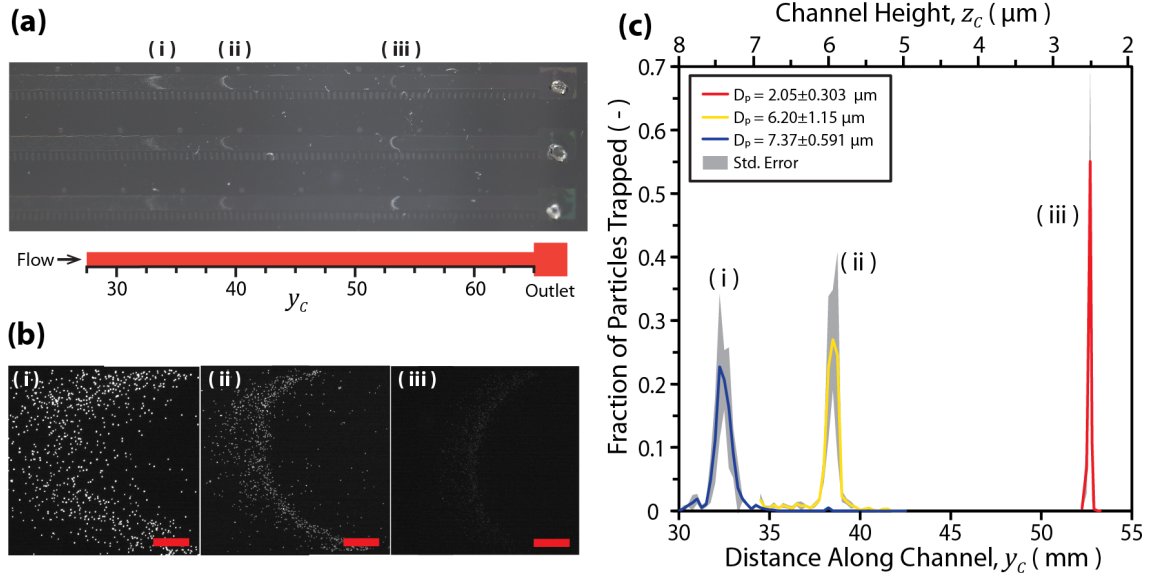 (a)
( i ) ( ii ) ( iii )
Flow
30 40 50 60 Outlet
y_C
(b)
( i ) ( ii ) ( iii )
(c)
Channel Height, z_C ( μm )
8 7 6 5 4 3 2
Fraction of Particles Trapped ( - )
0.7
0.6
0.5
0.4
0.3
0.2
0.1
0
Dₚ = 2.05±0.303 μm
Dₚ = 6.20±1.15 μm
Dₚ = 7.37±0.591 μm
Std. Error
( i )
( ii )
( iii )
30 35 40 45 50 55
Distance Along Channel, y_C ( mm )